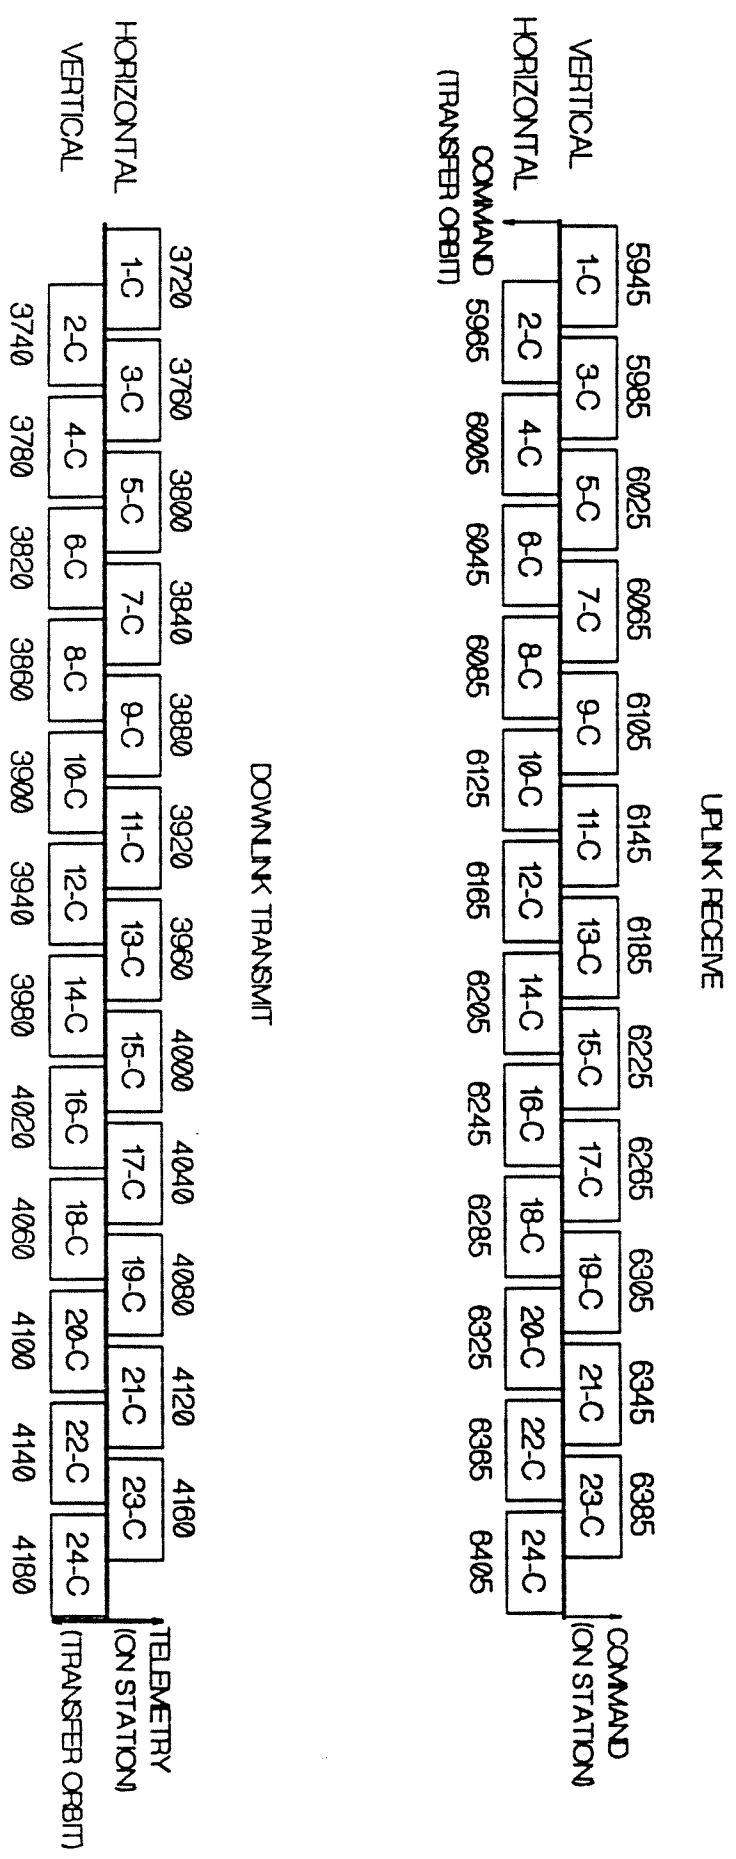 UPLINK RECEIVE
5945 5985 6025 6065 6105 6145 6185 6225 6265 6305 6345 6385
VERTICAL 1-C 3-C 5-C 7-C 9-C 11-C 13-C 15-C 17-C 19-C 21-C 23-C
COMMAND
(ON STATION)
HORIZONTAL 2-C 4-C 6-C 8-C 10-C 12-C 14-C 16-C 18-C 20-C 22-C 24-C
COMMAND
(TRANSFER ORBIT)
5965 6005 6045 6085 6125 6165 6205 6245 6285 6325 6365 6405
DOWNLINK TRANSMIT
3720 3760 3800 3840 3880 3920 3960 4000 4040 4080 4120 4160
HORIZONTAL 1-C 3-C 5-C 7-C 9-C 11-C 13-C 15-C 17-C 19-C 21-C 23-C
TELEMETRY
(ON STATION)
VERTICAL 2-C 4-C 6-C 8-C 10-C 12-C 14-C 16-C 18-C 20-C 22-C 24-C
(TRANSFER ORBIT)
3740 3780 3820 3860 3900 3940 3980 4020 4060 4100 4140 4180